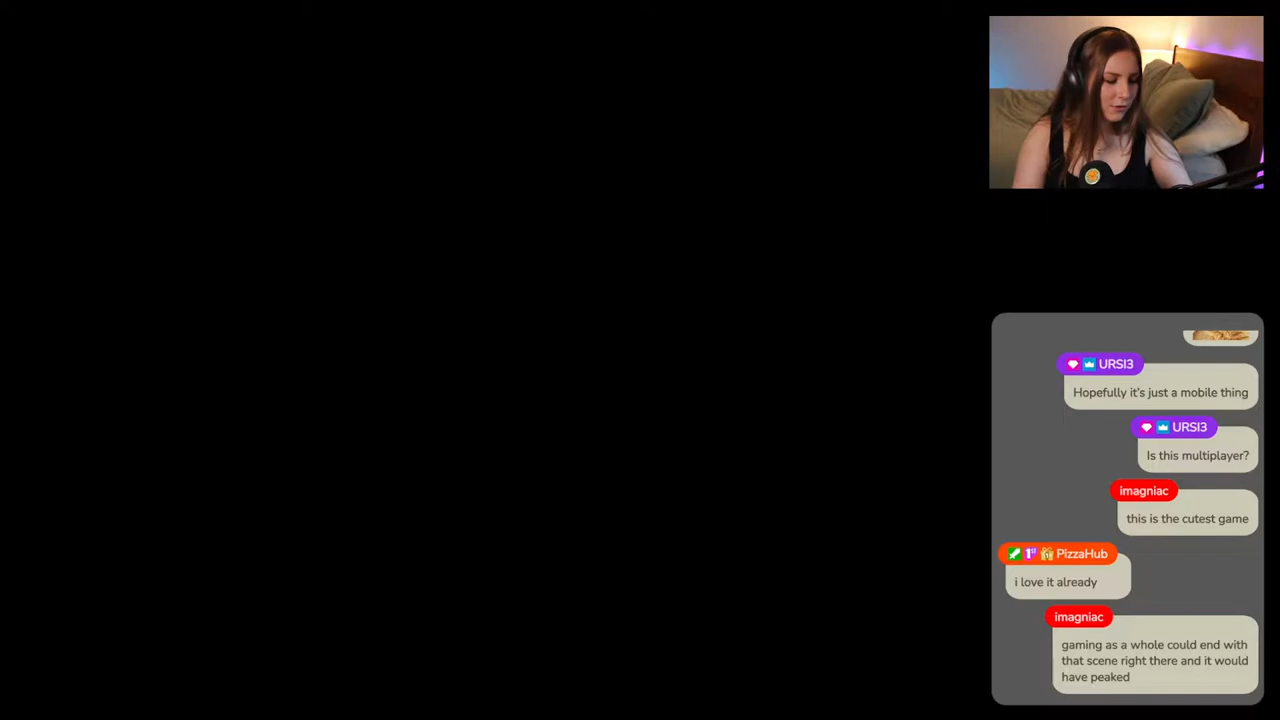 URSI3
Hopefully it's just a mobile thing
URSI3
Is this multiplayer?
imagniac
this is the cutest game
1st PizzaHub
i love it already
imagniac
gaming as a whole could end with
that scene right there and it would
have peaked